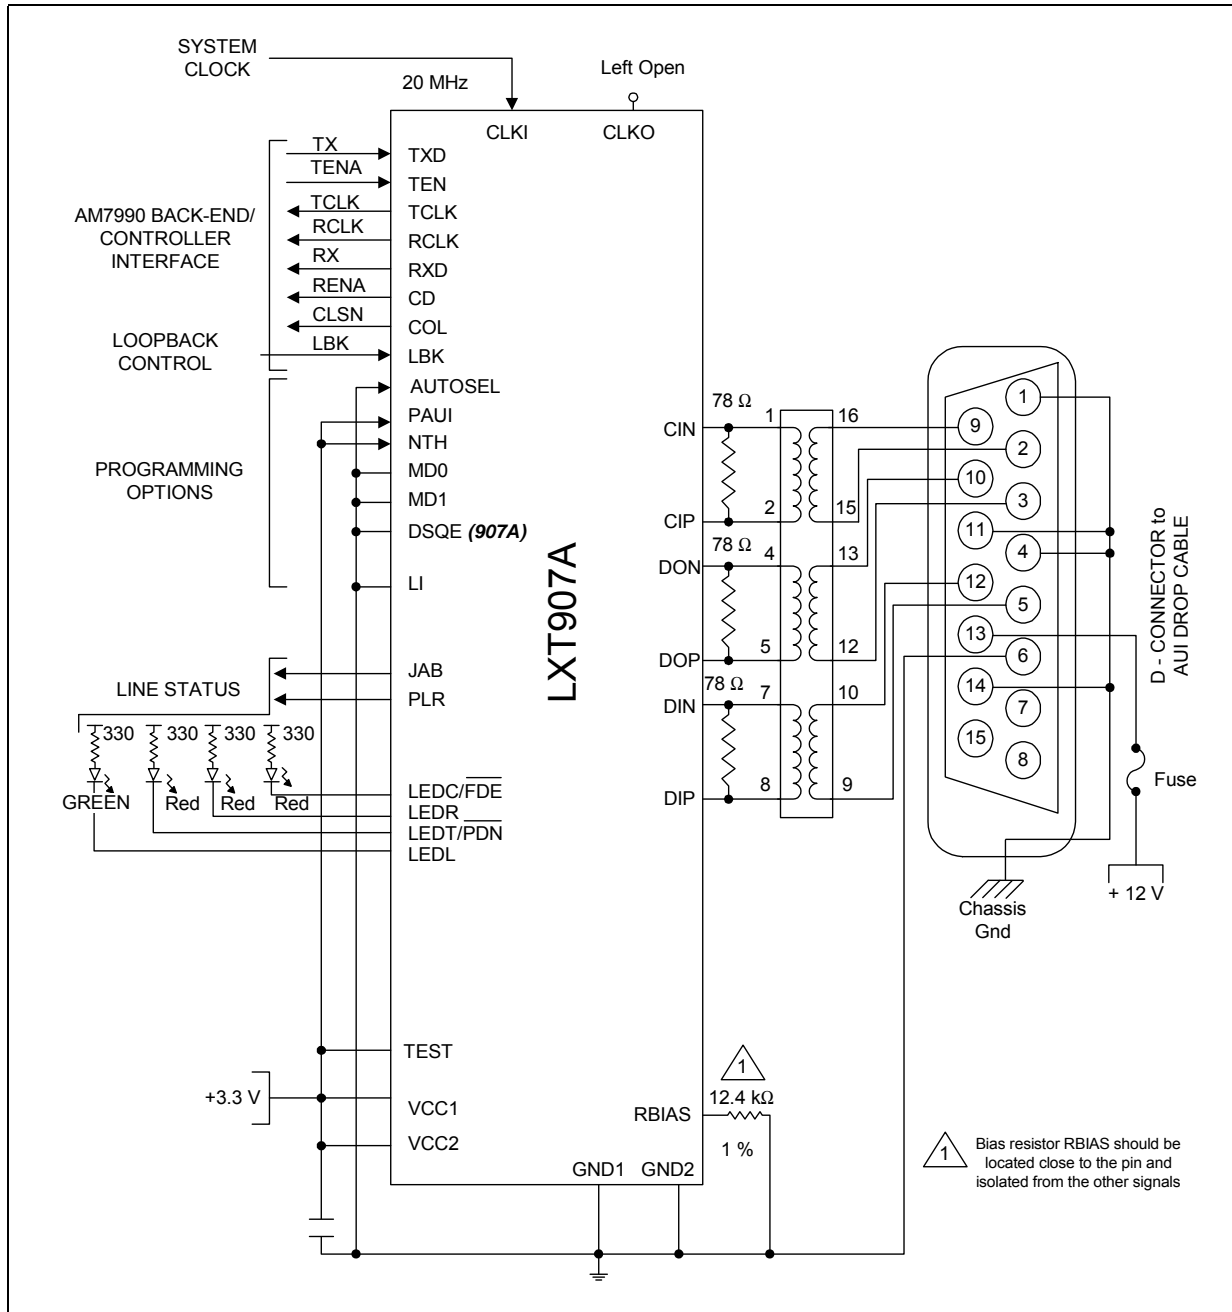 SYSTEM
CLOCK
20 MHz
Left Open
CLKI
CLKO
TX
TXD
TENA
TEN
TCLK
TCLK
RCLK
RCLK
RX
RXD
RENA
CD
CLSN
COL
LBK
LBK
AM7990 BACK-END/
CONTROLLER
INTERFACE
LOOPBACK
CONTROL
AUTOSEL
PAUI
NTH
MD0
MD1
DSQE (907A)
LI
PROGRAMMING
OPTIONS
JAB
PLR
LINE STATUS
330
330
330
330
GREEN
Red
Red
Red
LEDC/FDE
LEDR
LEDT/PDN
LEDL
TEST
+3.3 V
VCC1
VCC2
LXT907A
GND1
GND2
RBIAS
1
12.4 kΩ
1 %
CIN
CIP
DON
DOP
DIN
DIP
78 Ω
78 Ω
78 Ω
1
16
2
15
4
13
5
12
7
10
8
9
1
9
2
10
3
11
4
12
5
13
6
14
7
15
8
D - CONNECTOR to
AUI DROP CABLE
Fuse
+ 12 V
Chassis
Gnd
1
Bias resistor RBIAS should be
located close to the pin and
isolated from the other signals